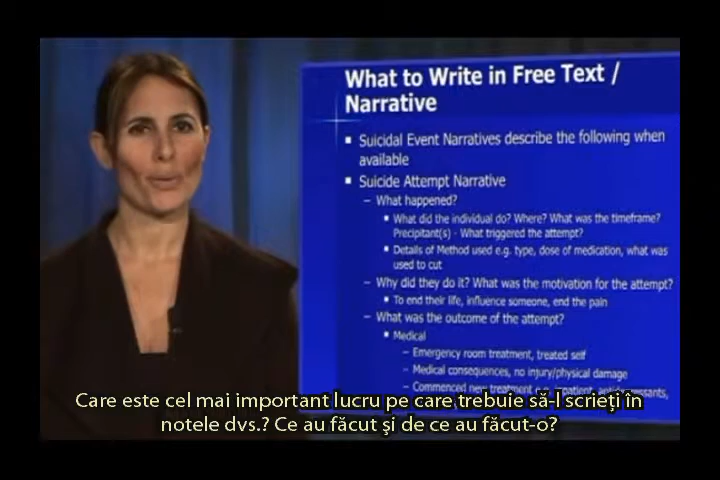 What to Write in Free Text /
Narrative
Suicidal Event Narratives describe the following when
available
Suicide Attempt Narrative
– What happened?
What did the individual do? Where? What was the timeframe?
Precipitant(s) - What triggered the attempt?
Details of Method used e.g. type, dose of medication, what was
used to cut
– Why did they do it? What was the motivation for the attempt?
To end their life, influence someone, end the pain
– What was the outcome of the attempt?
Medical
– Emergency room treatment, treated self
– Medical consequences, no injury/physical damage
– Commenced new treatment e.g. inpatient, antidepressants,
Care este cel mai important lucru pe care trebuie să-l scrieţi în
notele dvs.? Ce au făcut şi de ce au făcut-o?